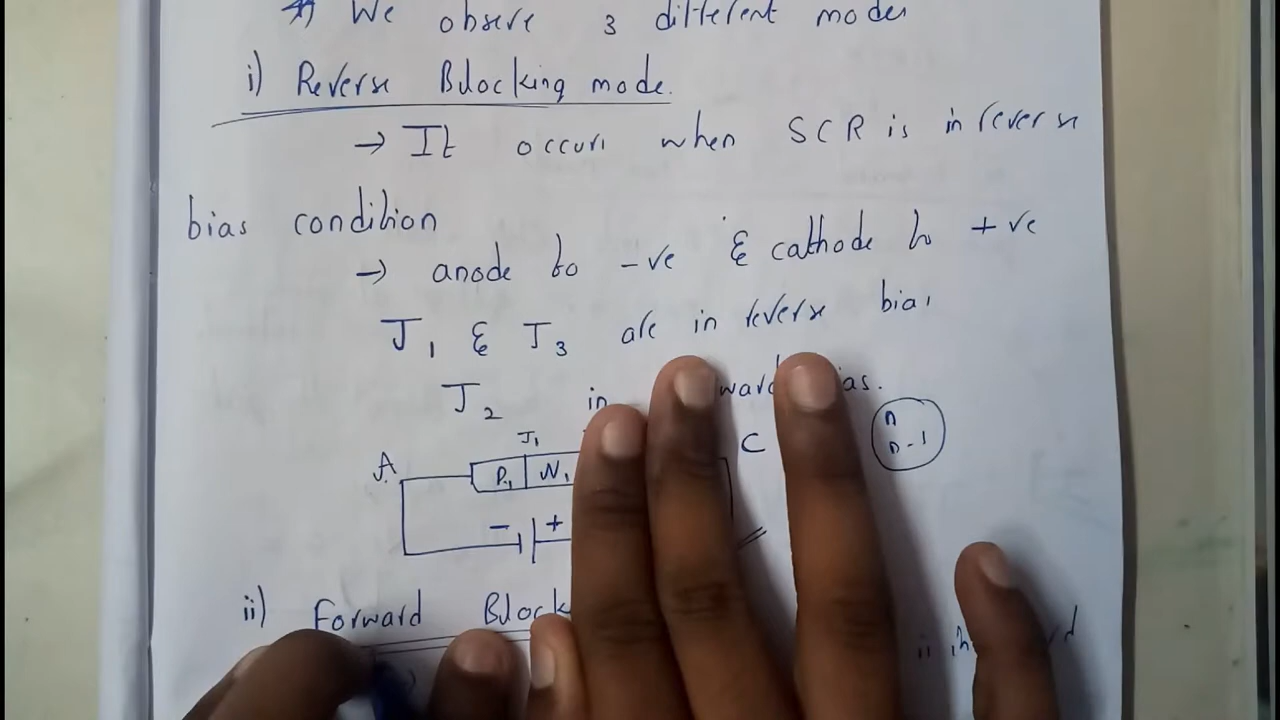 *) We observe 3 different modes
i) Reverse Blocking mode.
→ It occurs when SCR is in reverse
bias condition
→ anode to -ve & cathode to +ve
J1 & J3 are in reverse bias
J2 in ward as.
n
n-1
J1
A P1 N1 C
- +
ii) Forward Block